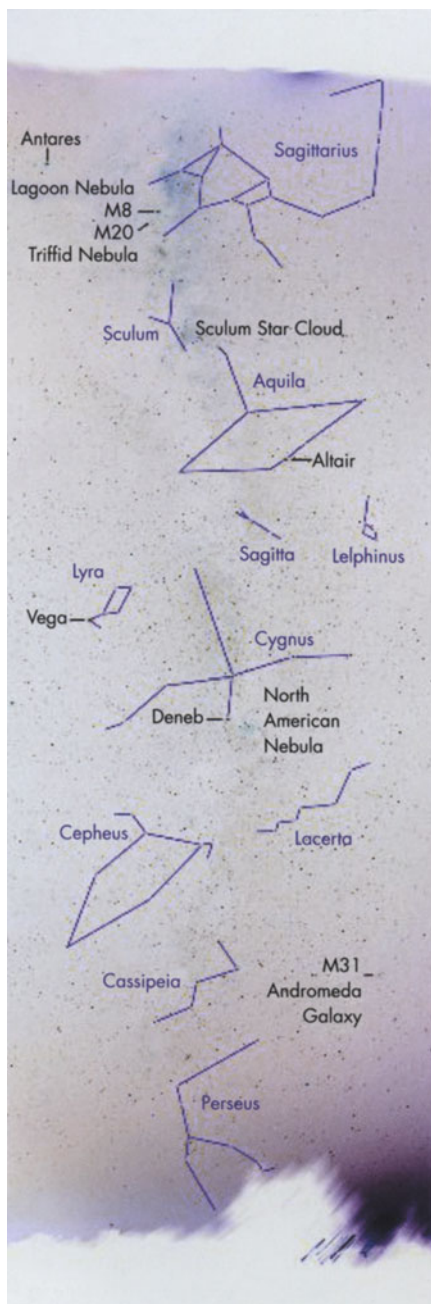 Antares
Sagittarius
Lagoon Nebula
M8
M20
Triffid Nebula
Sculum
Sculum Star Cloud
Aquila
Altair
Sagitta
Lelphinus
Lyra
Vega
Cygnus
Deneb
North
American
Nebula
Cepheus
Lacerta
Cassipeia
M31
Andromeda
Galaxy
Perseus